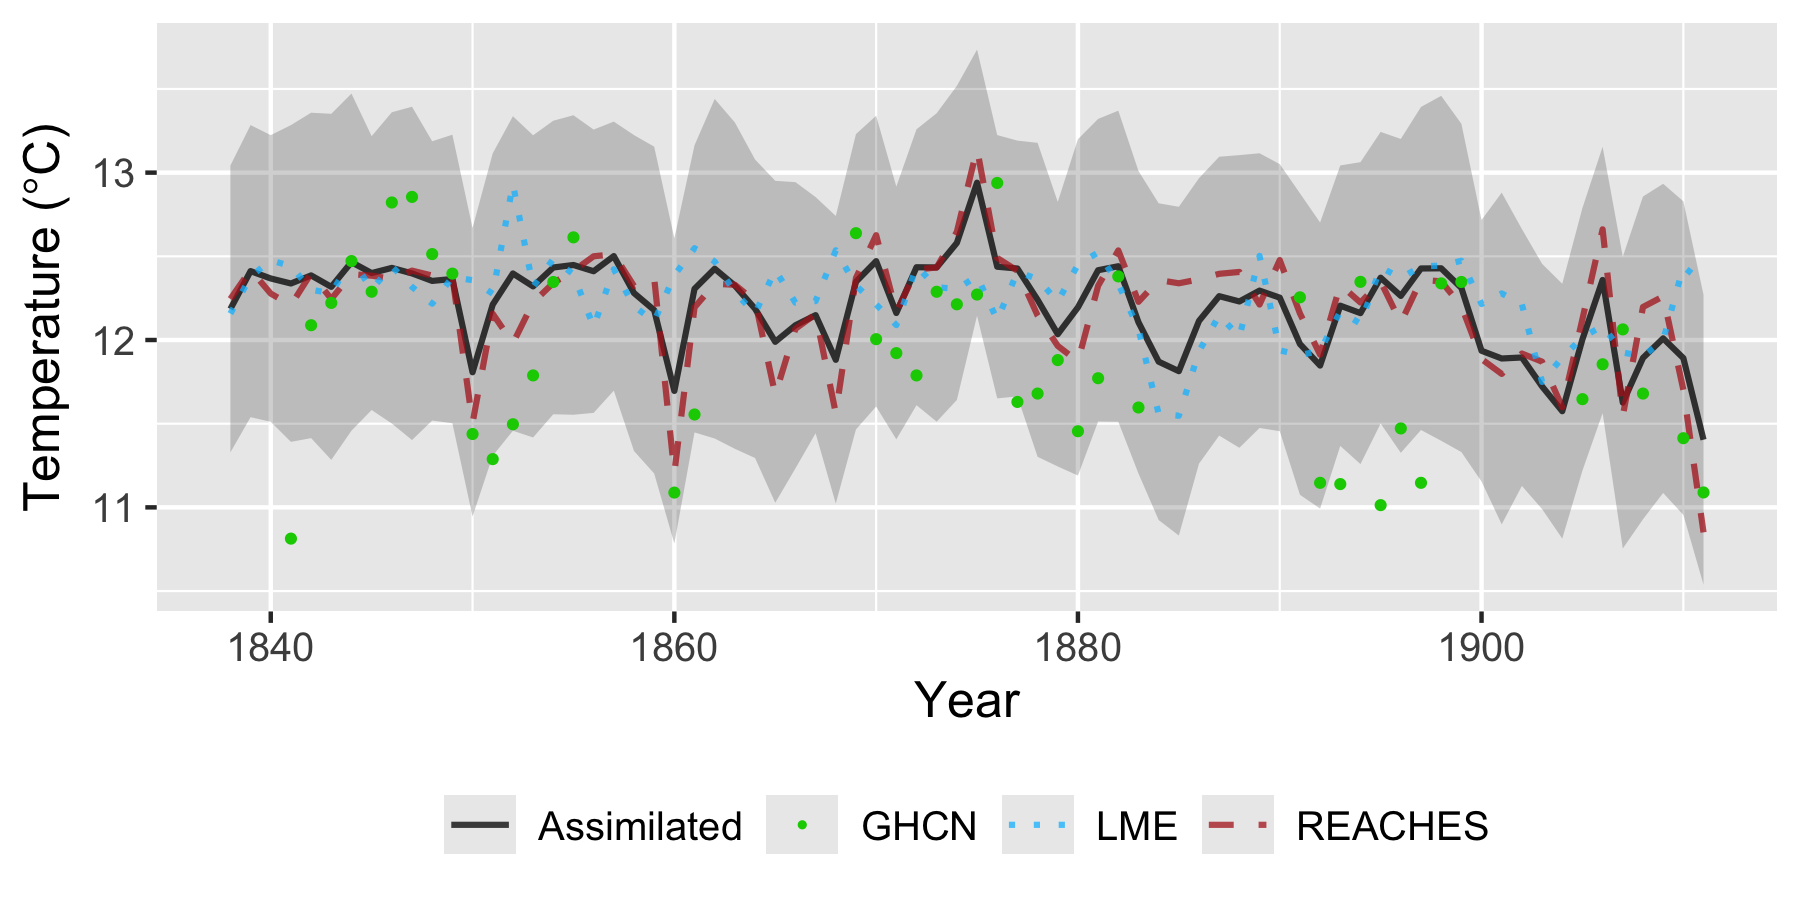 Temperature (°C)
13
12
11
1840 1860 1880 1900
Year
Assimilated GHCN LME REACHES